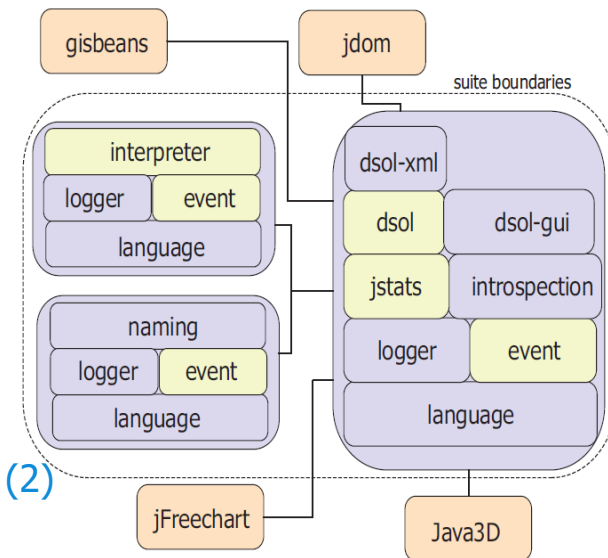 gisbeans
jdom
suite boundaries
interpreter
logger
event
language
naming
logger
event
language
dsol-xml
dsol
dsol-gui
jstats
introspection
logger
event
language
(2)
jFreechart
Java3D